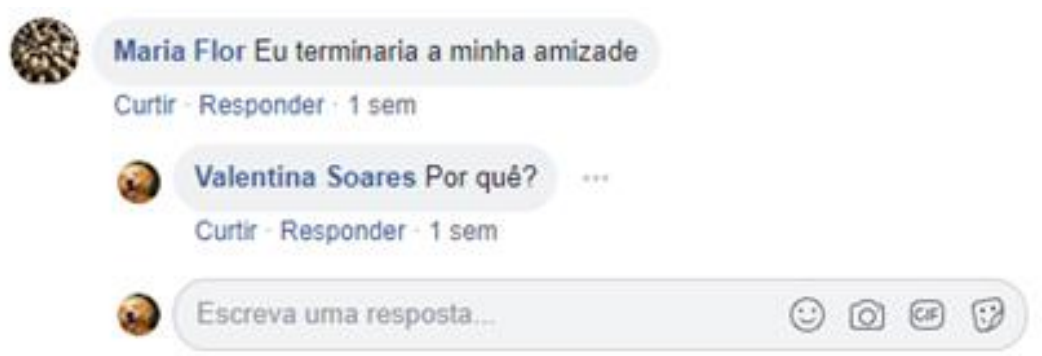 Maria Flor Eu terminaria a minha amizade
Curtir · Responder · 1 sem
Valentina Soares Por quê?
Curtir · Responder · 1 sem
Escreva uma resposta...
GIF